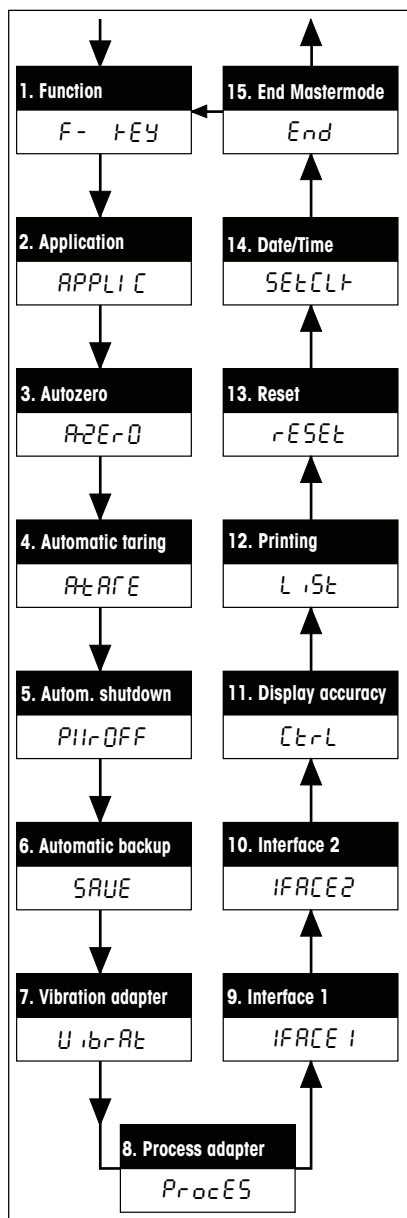 1. Function
F- KEY
2. Application
APPLIC
3. Autozero
A-ZEr0
4. Automatic taring
A-tARE
5. Autom. shutdown
PWrOFF
6. Automatic backup
SAVE
7. Vibration adapter
VibrAt
8. Process adapter
ProcES
9. Interface 1
IFACE1
10. Interface 2
IFACE2
11. Display accuracy
CtrL
12. Printing
LiSt
13. Reset
rESEt
14. Date/Time
SEtCLK
15. End Mastermode
End